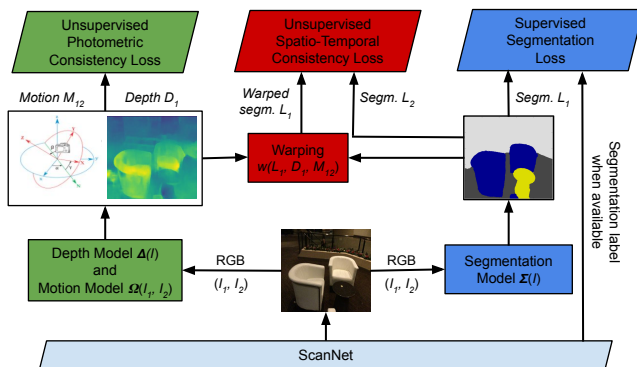 Unsupervised
Photometric
Consistency Loss
Unsupervised
Spatio-Temporal
Consistency Loss
Supervised
Segmentation
Loss
Motion M₁₂
Depth D₁
Warped
segm. L₁
Segm. L₂
Segm. L₁
Warping
w(L₁, D₁, M₁₂)
Segmentation label
when available
Depth Model Δ(I)
and
Motion Model Ω(I₁, I₂)
RGB
(I₁, I₂)
RGB
(I₁, I₂)
Segmentation
Model Σ(I)
ScanNet